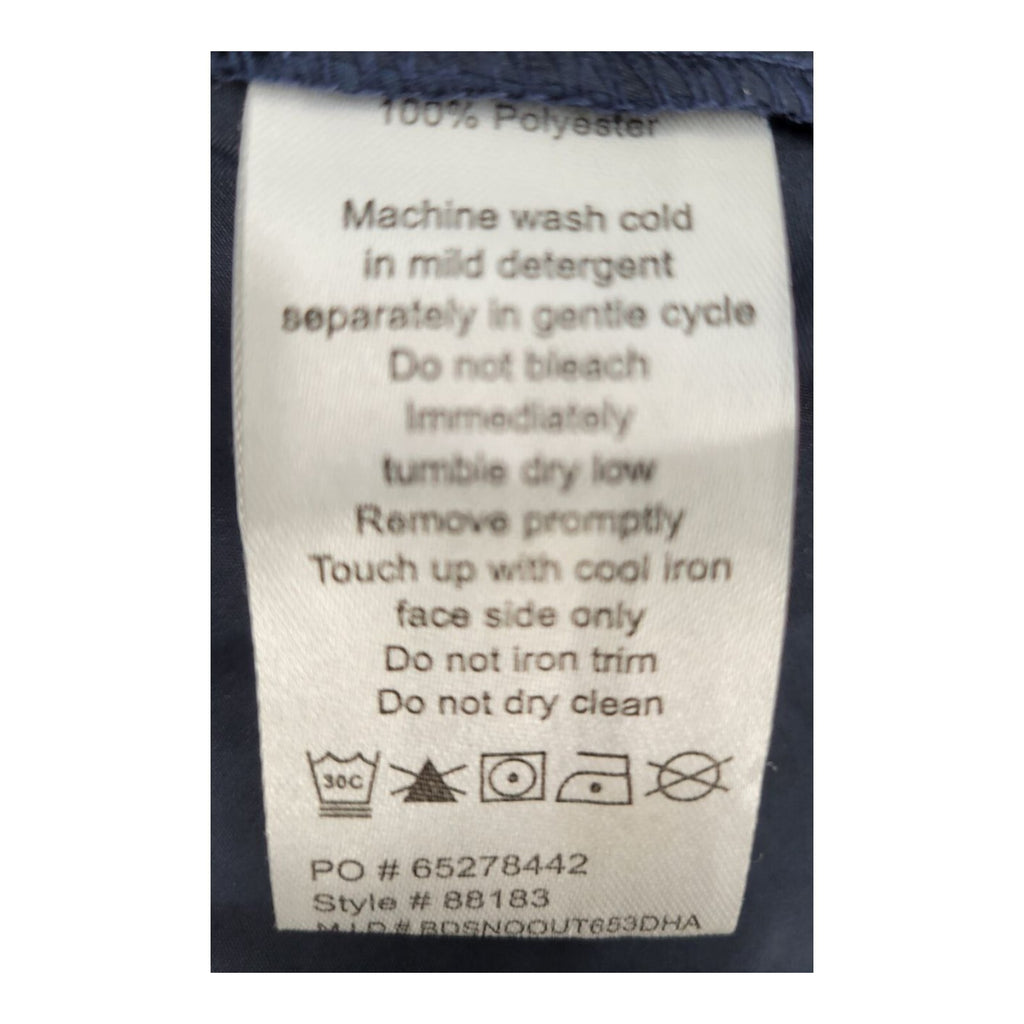 100% Polyester
Machine wash cold
in mild detergent
separately in gentle cycle
Do not bleach
Immediately
tumble dry low
Remove promptly
Touch up with cool iron
face side only
Do not iron trim
Do not dry clean
30C
PO # 65278442
Style # 88183
M.I.D # BDSNOOUT653DHA